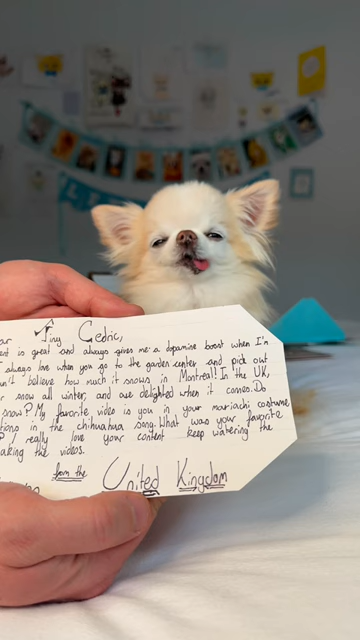 Tiny Cedric,
is great and always gives me a dopamine boost when I'm
always love when you go to the garden center and pick out
believe how much it snows in Montreal! In the UK,
snow all winter, and are delighted when it comes. Do
snow? My favorite video is you in your mariachi costume
in the chihuahua song. What was your favorite
I really love your content keep watering the
making the videos.
from the United Kingdom